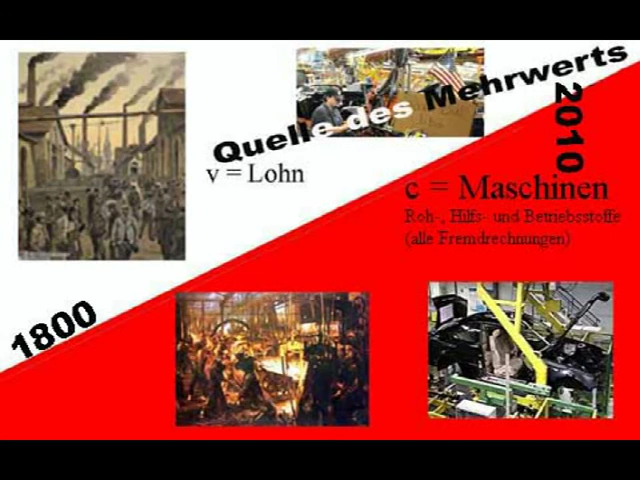 Quelle des Mehrwerts
2010
v = Lohn
c = Maschinen
Roh-, Hilfs- und Betriebsstoffe
(alle Fremdrechnungen)
1800